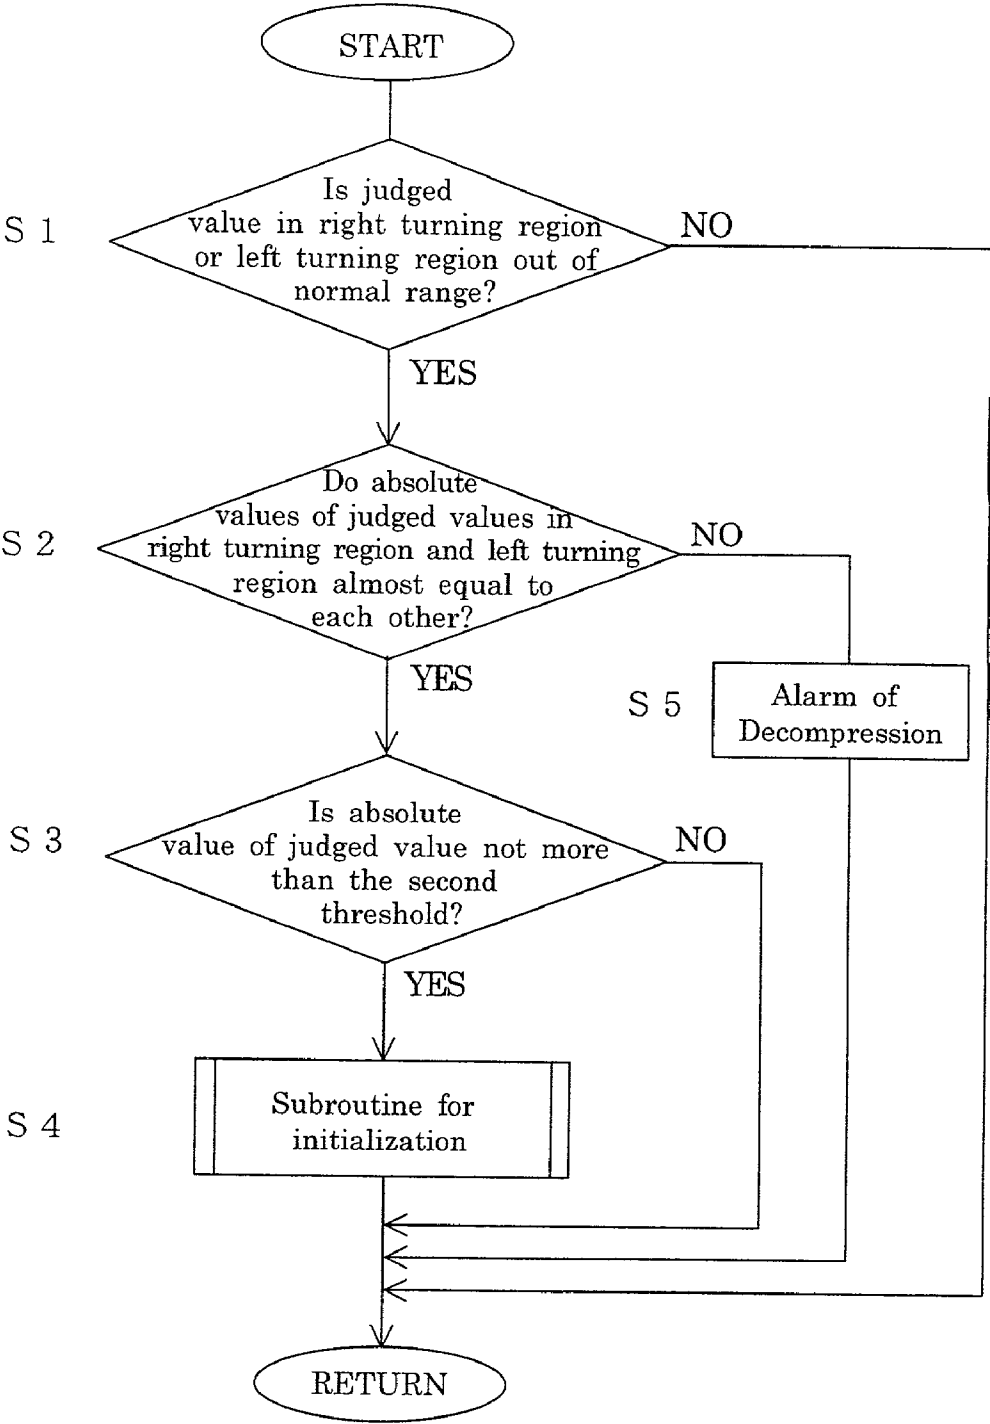 START
S 1
Is judged
value in right turning region
or left turning region out of
normal range?
NO
YES
S 2
Do absolute
values of judged values in
right turning region and left turning
region almost equal to
each other?
NO
YES
S 5
Alarm of
Decompression
S 3
Is absolute
value of judged value not more
than the second
threshold?
NO
YES
S 4
Subroutine for
initialization
RETURN